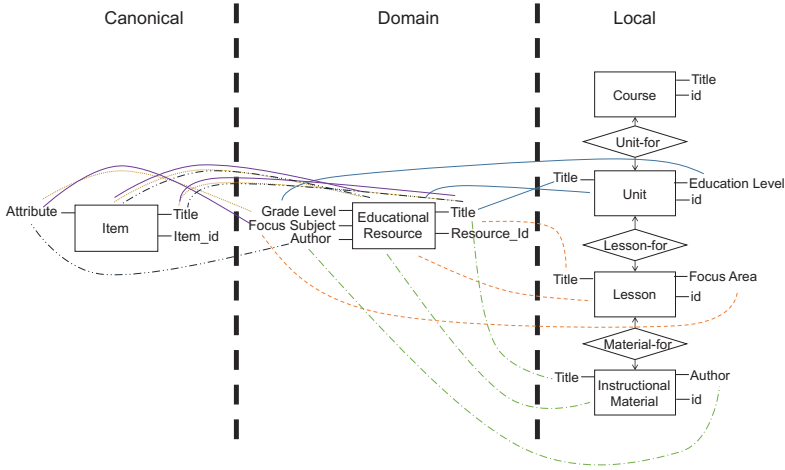 Canonical
Domain
Local
Attribute
Item
Title
Item_id
Grade Level
Focus Subject
Author
Educational
Resource
Title
Resource_Id
Course
Title
id
Unit-for
Title
Unit
Education Level
id
Lesson-for
Title
Lesson
Focus Area
id
Material-for
Title
Instructional
Material
Author
id